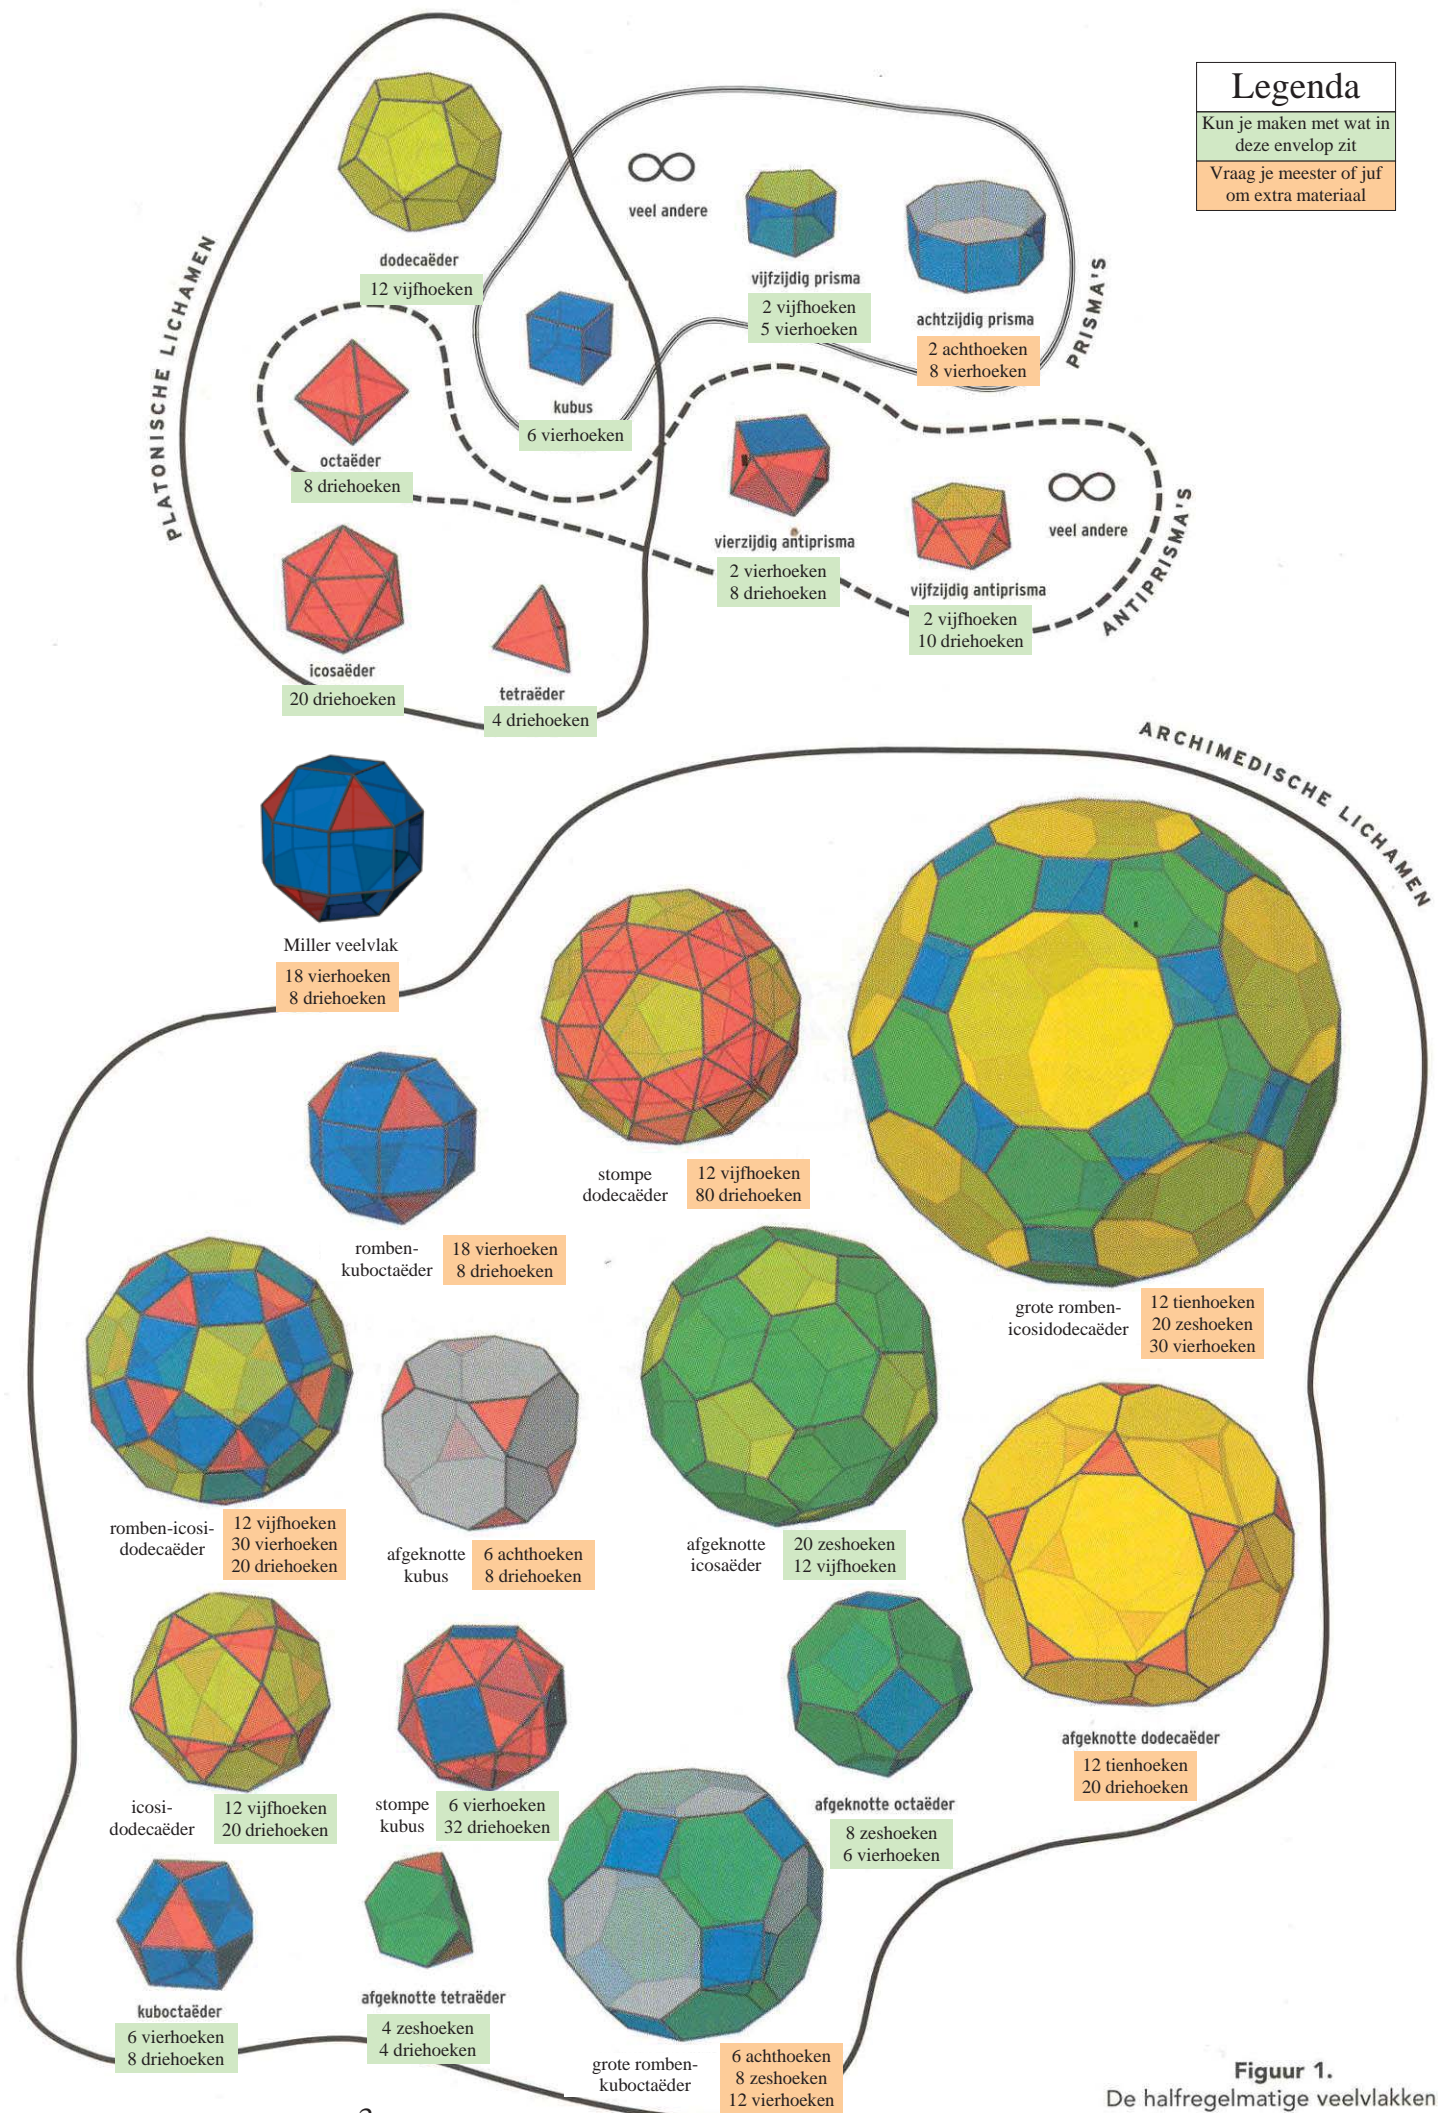 Legenda
Kun je maken met wat in
deze envelop zit
Vraag je meester of juf
om extra materiaal
PLATONISCHE LICHAMEN
dodecaëder
12 vijfhoeken
∞
veel andere
vijfzijdig prisma
2 vijfhoeken
5 vierhoeken
achtzijdig prisma
2 achthoeken
8 vierhoeken
PRISMA'S
kubus
6 vierhoeken
octaëder
8 driehoeken
vierzijdig antiprisma
2 vierhoeken
8 driehoeken
∞
veel andere
vijfzijdig antiprisma
2 vijfhoeken
10 driehoeken
ANTIPRISMA'S
icosaëder
20 driehoeken
tetraëder
4 driehoeken
ARCHIMEDISCHE LICHAMEN
Miller veelvlak
18 vierhoeken
8 driehoeken
stompe
dodecaëder
12 vijfhoeken
80 driehoeken
romben-
kuboctaëder
18 vierhoeken
8 driehoeken
grote romben-
icosidodecaëder
12 tienhoeken
20 zeshoeken
30 vierhoeken
romben-icosi-
dodecaëder
12 vijfhoeken
30 vierhoeken
20 driehoeken
afgeknotte
kubus
6 achthoeken
8 driehoeken
afgeknotte
icosaëder
20 zeshoeken
12 vijfhoeken
afgeknotte dodecaëder
12 tienhoeken
20 driehoeken
icosi-
dodecaëder
12 vijfhoeken
20 driehoeken
stompe
kubus
6 vierhoeken
32 driehoeken
afgeknotte octaëder
8 zeshoeken
6 vierhoeken
kuboctaëder
6 vierhoeken
8 driehoeken
afgeknotte tetraëder
4 zeshoeken
4 driehoeken
grote romben-
kuboctaëder
6 achthoeken
8 zeshoeken
12 vierhoeken
Figuur 1.
De halfregelmatige veelvlakken